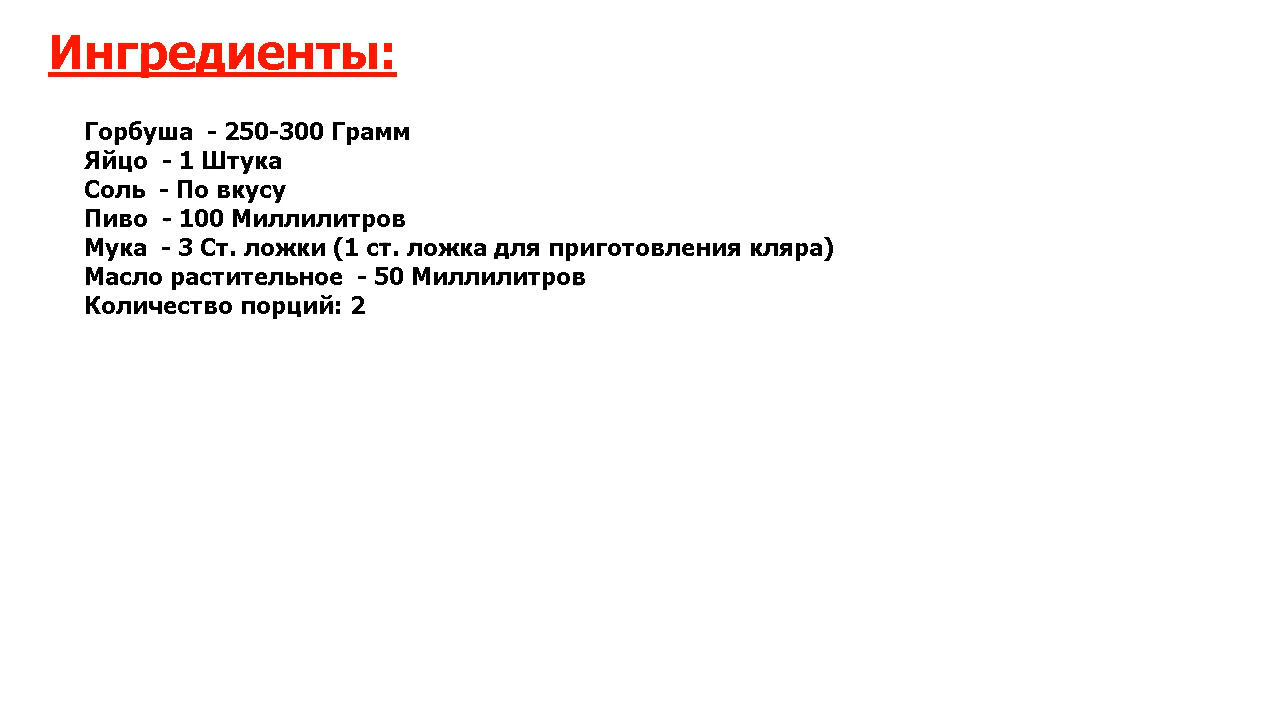 Ингредиенты:
Горбуша  - 250-300 Грамм
Яйцо  - 1 Штука
Соль  - По вкусу
Пиво  - 100 Миллилитров
Мука  - 3 Ст. ложки (1 ст. ложка для приготовления кляра)
Масло растительное  - 50 Миллилитров
Количество порций: 2